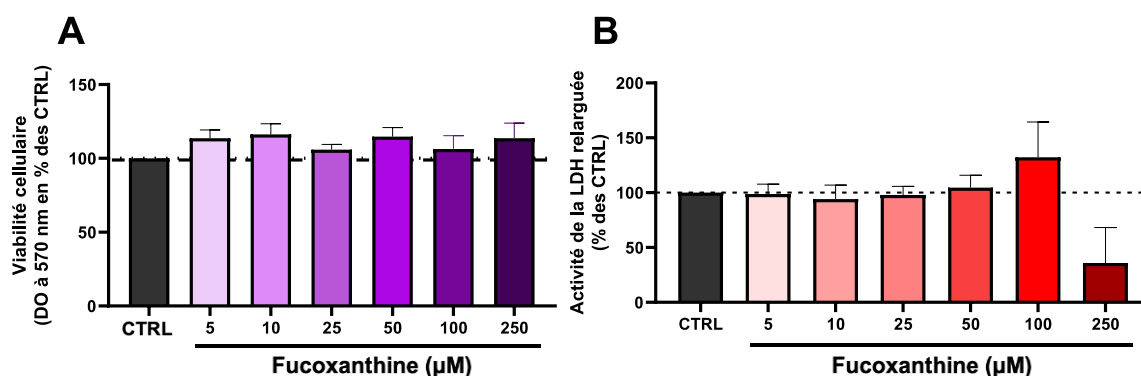 A
Viabilité cellulaire
(DO à 570 nm en % des CTRL)
150
100
50
0
CTRL 5 10 25 50 100 250
Fucoxanthine (µM)
B
Activité de la LDH relarguée
(% des CTRL)
200
150
100
50
0
CTRL 5 10 25 50 100 250
Fucoxanthine (µM)